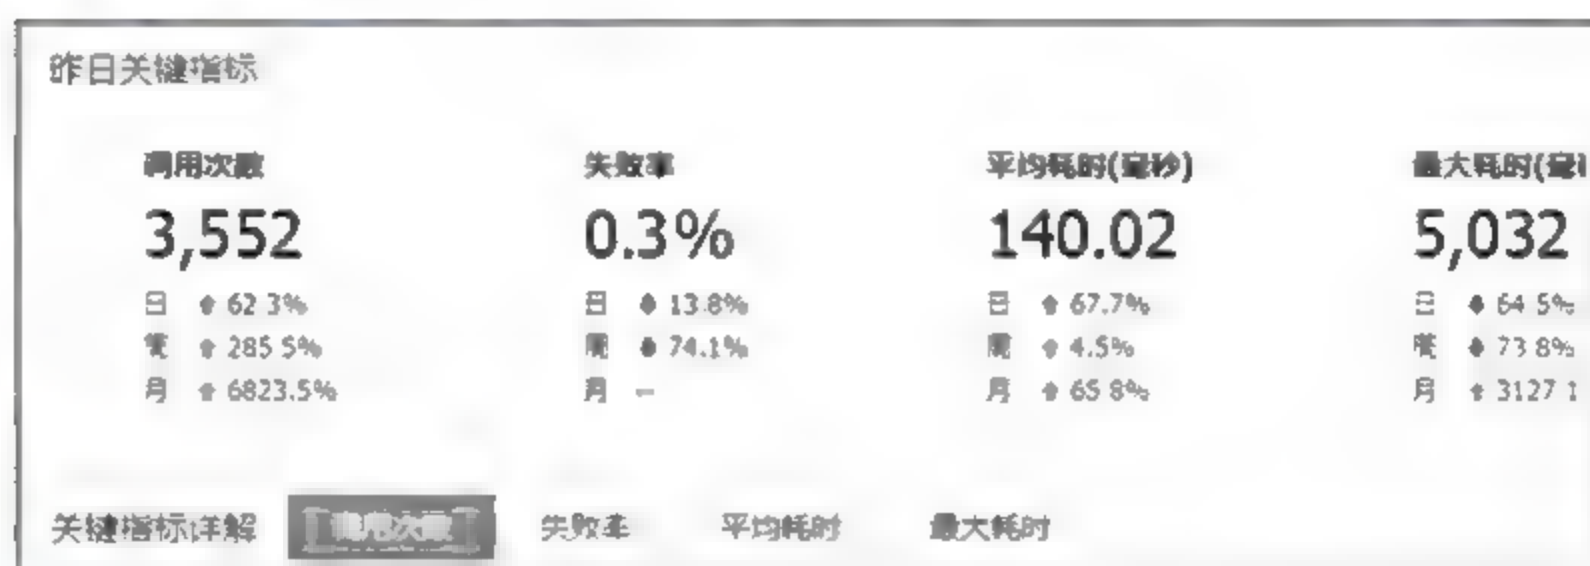 昨日关键指标
调用次数 失败率 平均耗时(毫秒) 最大耗时(毫
3,552 0.3% 140.02 5,032
日 62.3% 日 13.8% 日 67.7% 日 64.5%
周 285.5% 周 74.1% 周 4.5% 周 73.8%
月 6823.5% 月 -- 月 65.8% 月 3127.1
关键指标详解 调用次数 失败率 平均耗时 最大耗时